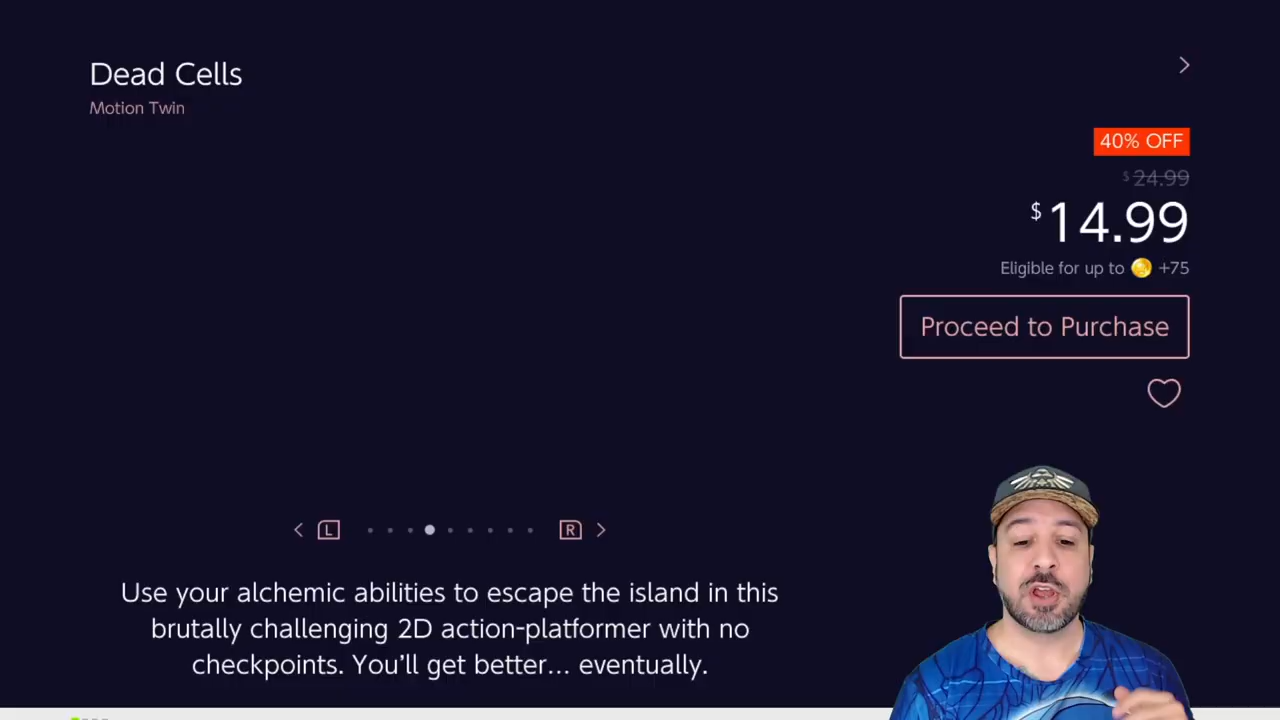 Dead Cells
Motion Twin
40% OFF
$24.99
$14.99
Eligible for up to +75
Proceed to Purchase
L
R
Use your alchemic abilities to escape the island in this
brutally challenging 2D action-platformer with no
checkpoints. You'll get better... eventually.